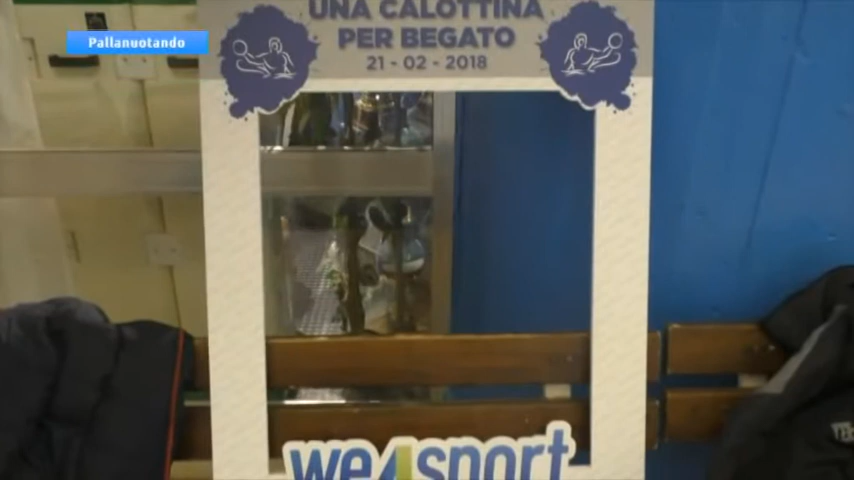 UNA CALOTTINA
PER BEGATO
21 - 02 - 2018
Pallanuotando
we4sport